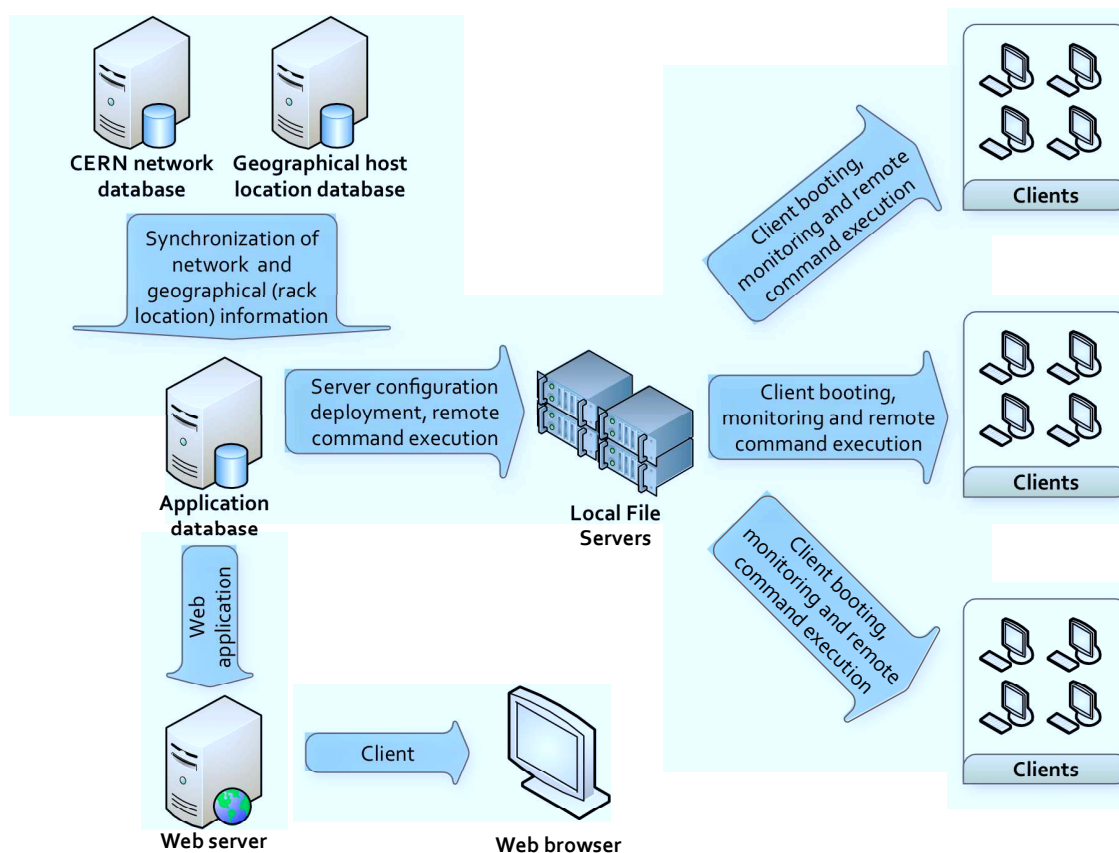 CERN network
database
Geographical host
location database
Synchronization of
network and
geographical (rack
location) information
Application
database
Server configuration
deployment, remote
command execution
Local File
Servers
Client booting,
monitoring and remote
command execution
Clients
Client booting,
monitoring and remote
command execution
Clients
Client booting,
monitoring and remote
command execution
Clients
Web
application
Web server
Client
Web browser